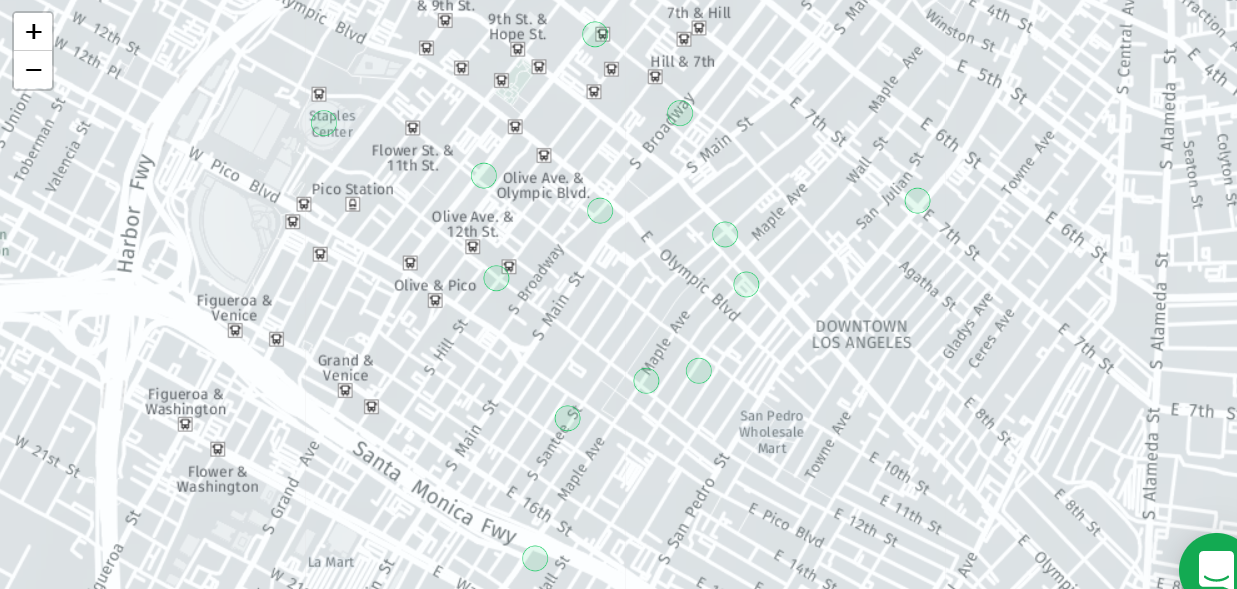 +
−
& 9th St.
9th St. &
Hope St.
7th & Hill
Hill & 7th
Olympic Blvd
W 12th St
W 12th Pl
S Union
Toberman St
Valencia St
W Pico Blvd
Harbor Fwy
Staples
Center
Flower St. &
11th St.
Pico Station
Olive Ave. &
Olympic Blvd.
Olive Ave. &
12th St.
Olive & Pico
S Broadway
S Main St
E 7th St
Maple Ave
Winston St
E 4th St
E 5th St
E 6th St
S Central
S Alameda St
E 4th
Wall St
San Julian St
Towne Ave
Seaton St
Colyton St
Maple Ave
E 7th St
E 6th St
S Alameda St
S Broadway
S Main St
S Hill St
E Olympic Blvd
Maple Ave
Agatha St
Gladys Ave
Ceres Ave
E 7th St
DOWNTOWN
LOS ANGELES
Figueroa &
Venice
Grand &
Venice
Figueroa &
Washington
Flower &
Washington
W 21st St
S Grand Ave
Santa Monica Fwy
S Main St
S Santee St
Maple Ave
E 16th St
San Pedro
Wholesale
Mart
S San Pedro St
Towne Ave
E 8th St
E 7th St
S Alameda St
E 10th St
E 11th St
E 12th St
E Pico Blvd
E 14th St
E 8th St
La Mart